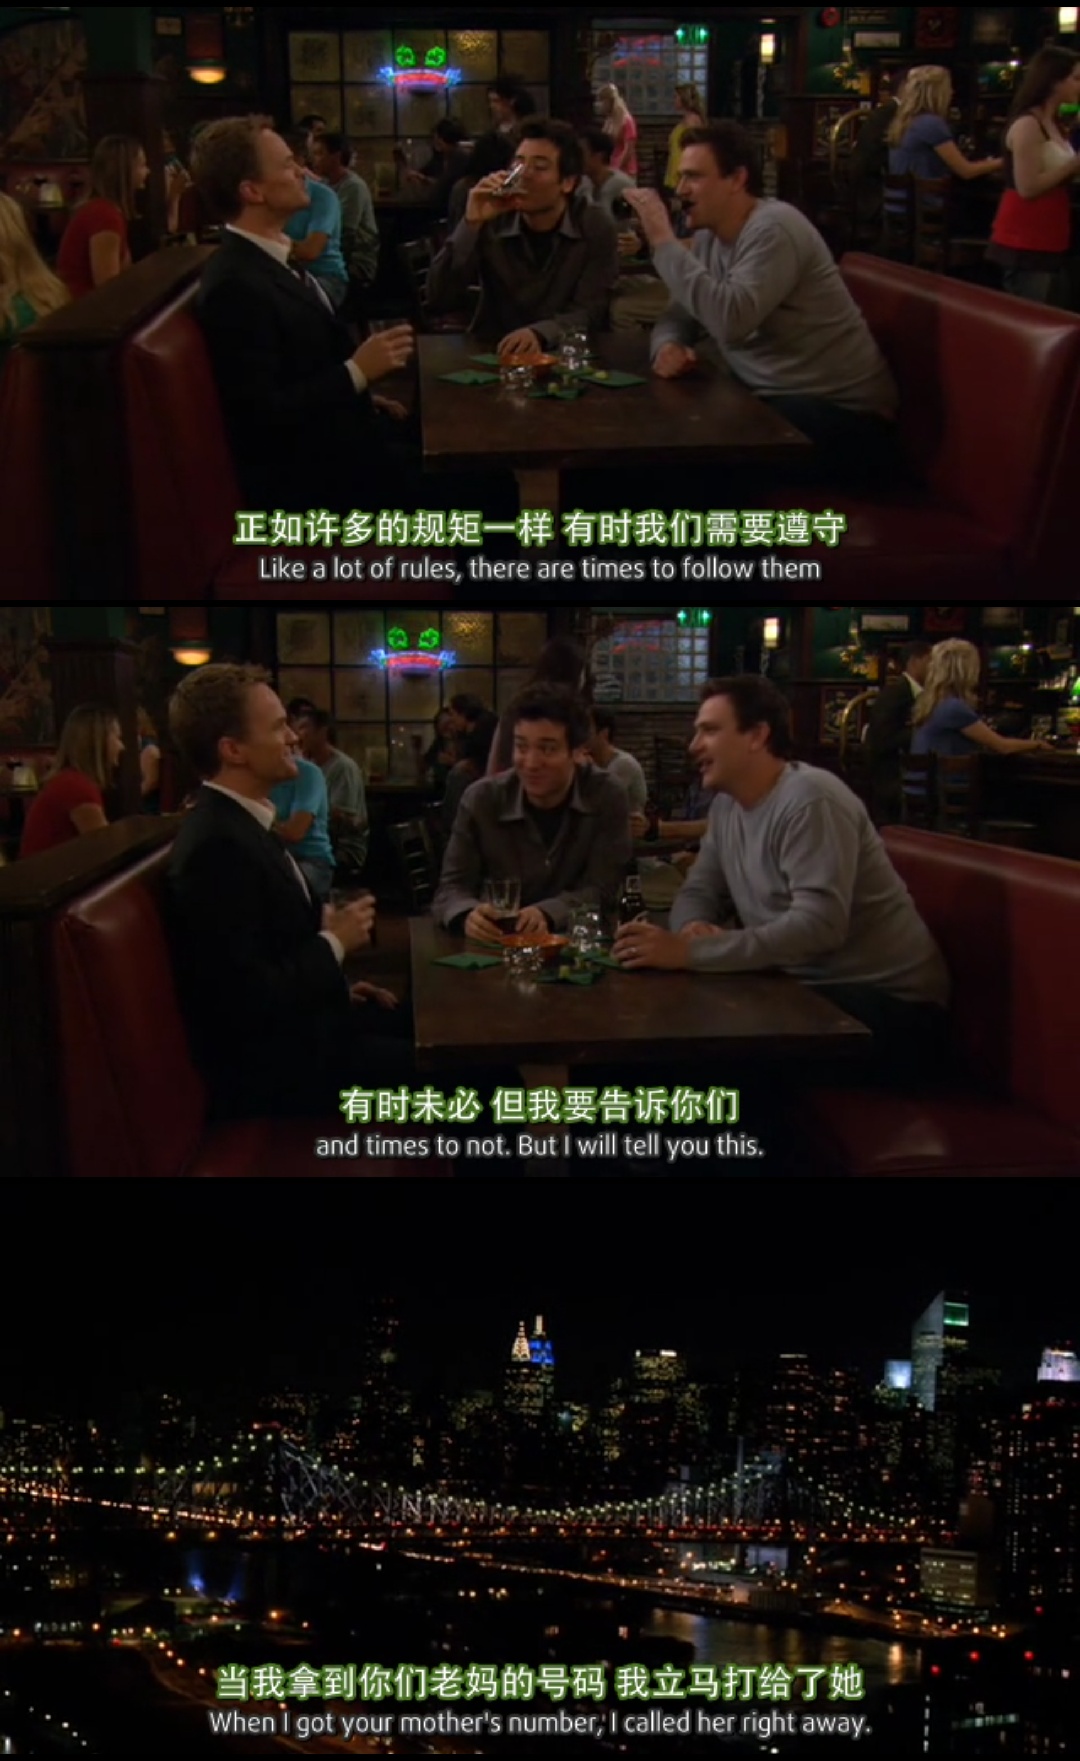 正如许多的规矩一样 有时我们需要遵守
Like a lot of rules, there are times to follow them
有时未必 但我要告诉你们
and times to not. But I will tell you this.
当我拿到你们老妈的号码 我立马打给了她
When I got your mother's number, I called her right away.